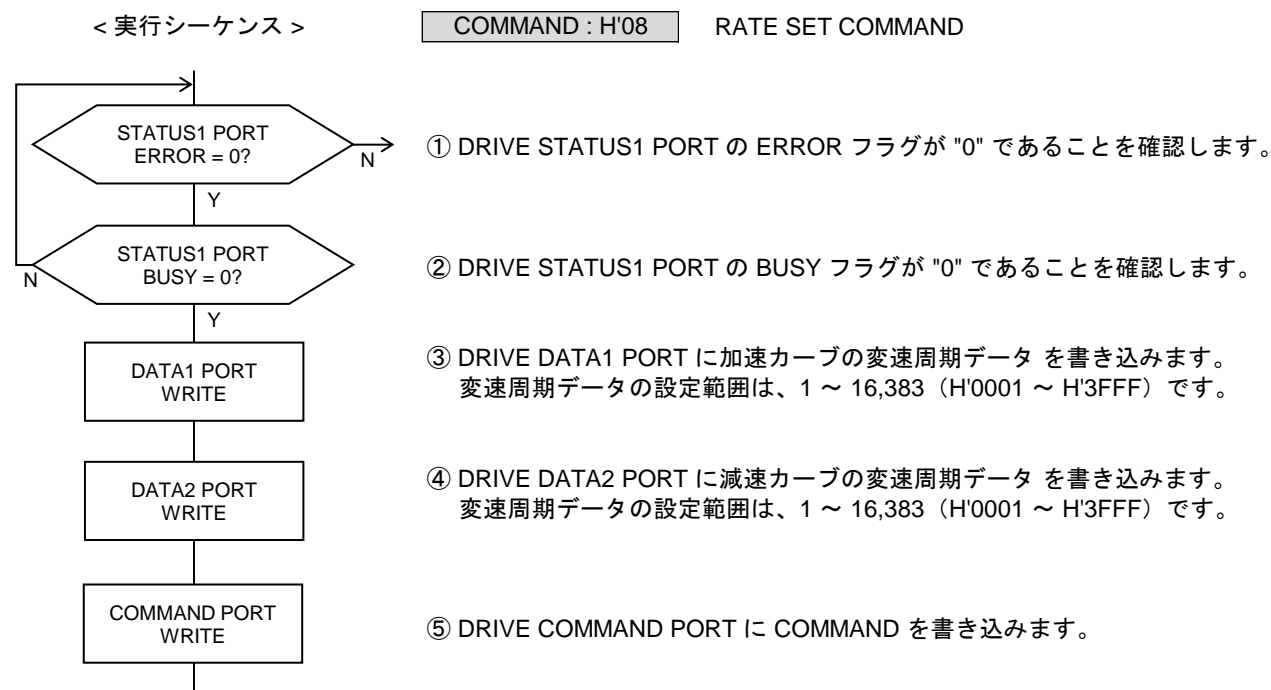 < 実行シーケンス >
COMMAND : H'08
RATE SET COMMAND
STATUS1 PORT
ERROR = 0?
N
Y
① DRIVE STATUS1 PORT の ERROR フラグが "0" であることを確認します。
STATUS1 PORT
BUSY = 0?
N
Y
② DRIVE STATUS1 PORT の BUSY フラグが "0" であることを確認します。
DATA1 PORT
WRITE
③ DRIVE DATA1 PORT に加速カーブの変速周期データ を書き込みます。
変速周期データの設定範囲は、1 ～ 16,383（H'0001 ～ H'3FFF）です。
DATA2 PORT
WRITE
④ DRIVE DATA2 PORT に減速カーブの変速周期データ を書き込みます。
変速周期データの設定範囲は、1 ～ 16,383（H'0001 ～ H'3FFF）です。
COMMAND PORT
WRITE
⑤ DRIVE COMMAND PORT に COMMAND を書き込みます。